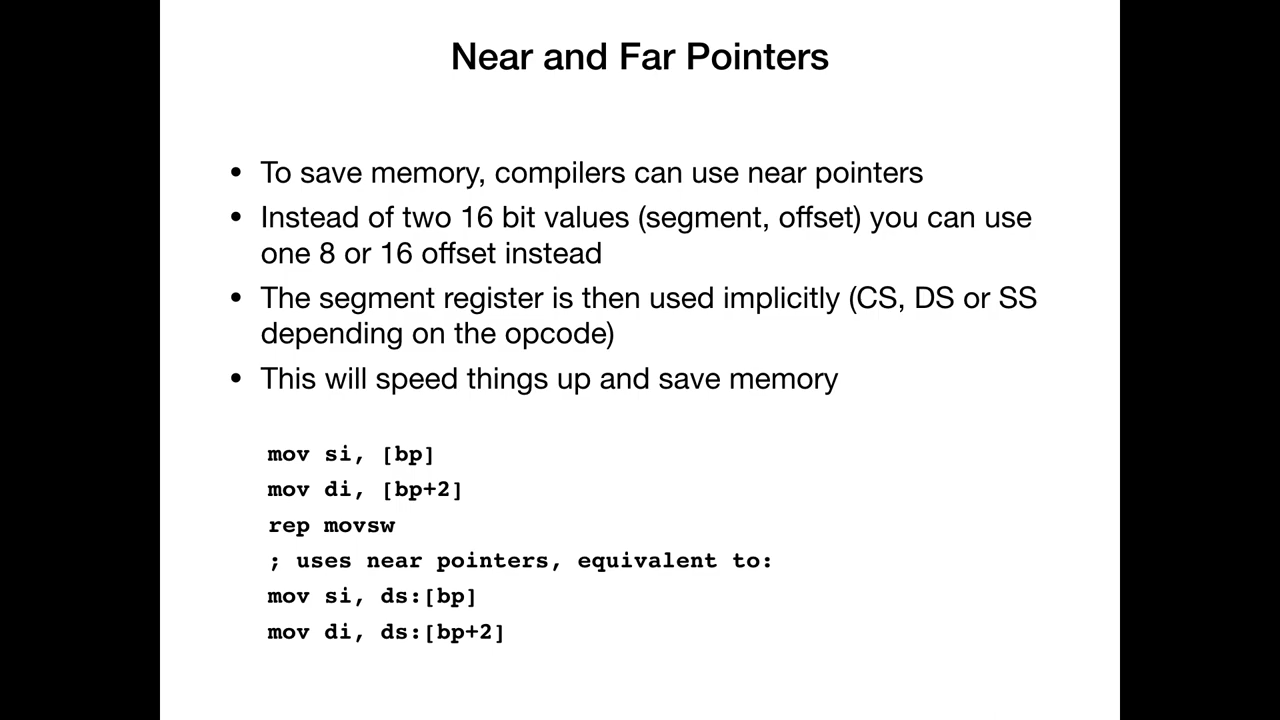 Near and Far Pointers
• To save memory, compilers can use near pointers
• Instead of two 16 bit values (segment, offset) you can use
one 8 or 16 offset instead
• The segment register is then used implicitly (CS, DS or SS
depending on the opcode)
• This will speed things up and save memory
mov si, [bp]
mov di, [bp+2]
rep movsw
; uses near pointers, equivalent to:
mov si, ds:[bp]
mov di, ds:[bp+2]